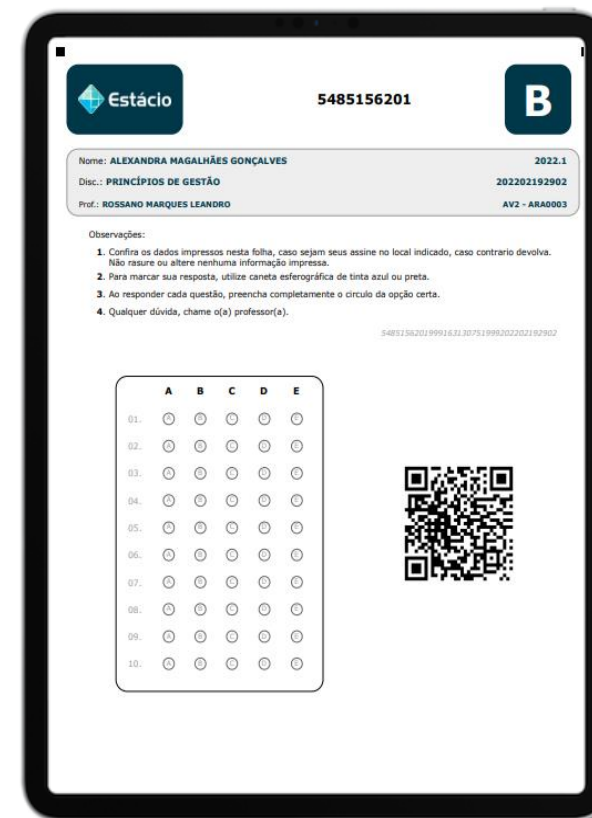 Estácio
5485156201
B
Nome: ALEXANDRA MAGALHÃES GONÇALVES 2022.1
Disc.: PRINCÍPIOS DE GESTÃO 202202192902
Prof.: ROSSANO MARQUES LEANDRO AV2 - ARA0003
Observações:
1. Confira os dados impressos nesta folha, caso sejam seus assine no local indicado, caso contrario devolva.
Não rasure ou altere nenhuma informação impressa.
2. Para marcar sua resposta, utilize caneta esferográfica de tinta azul ou preta.
3. Ao responder cada questão, preencha completamente o circulo da opção certa.
4. Qualquer dúvida, chame o(a) professor(a).
A B C D E
01. A B C D E
02. A B C D E
03. A B C D E
04. A B C D E
05. A B C D E
06. A B C D E
07. A B C D E
08. A B C D E
09. A B C D E
10. A B C D E